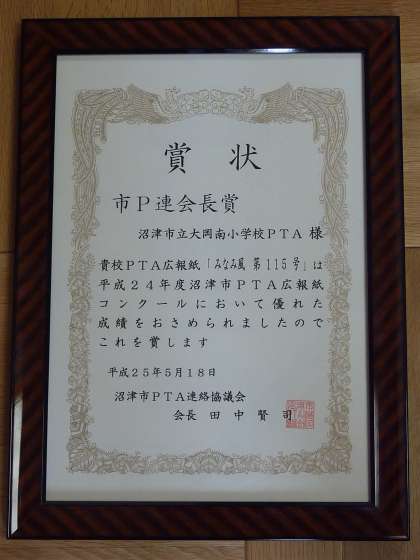 賞状
市P連会長賞
沼津市立大岡南小学校PTA 様
貴校PTA広報紙「みなみ風 第115号」は
平成24年度沼津市PTA広報紙
コンクールにおいて優れた
成績をおさめられましたので
これを賞します
平成25年5月18日
沼津市PTA連絡協議会
会長 田中賢司